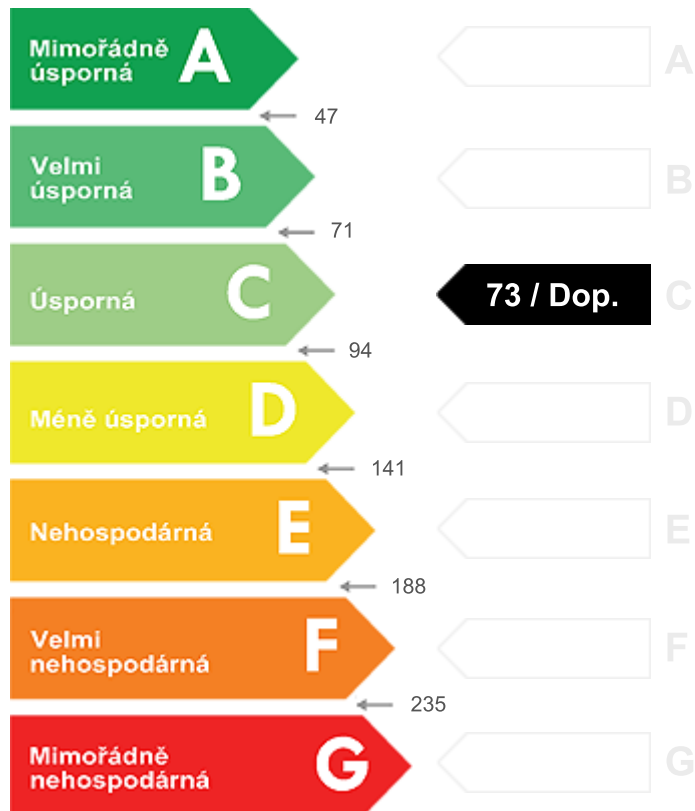 Mimořádně
úsporná
A
A
47
Velmi
úsporná
B
B
71
Úsporná
C
73 / Dop.
C
94
Méně úsporná
D
D
141
Nehospodárná
E
E
188
Velmi
nehospodárná
F
F
235
Mimořádně
nehospodárná
G
G